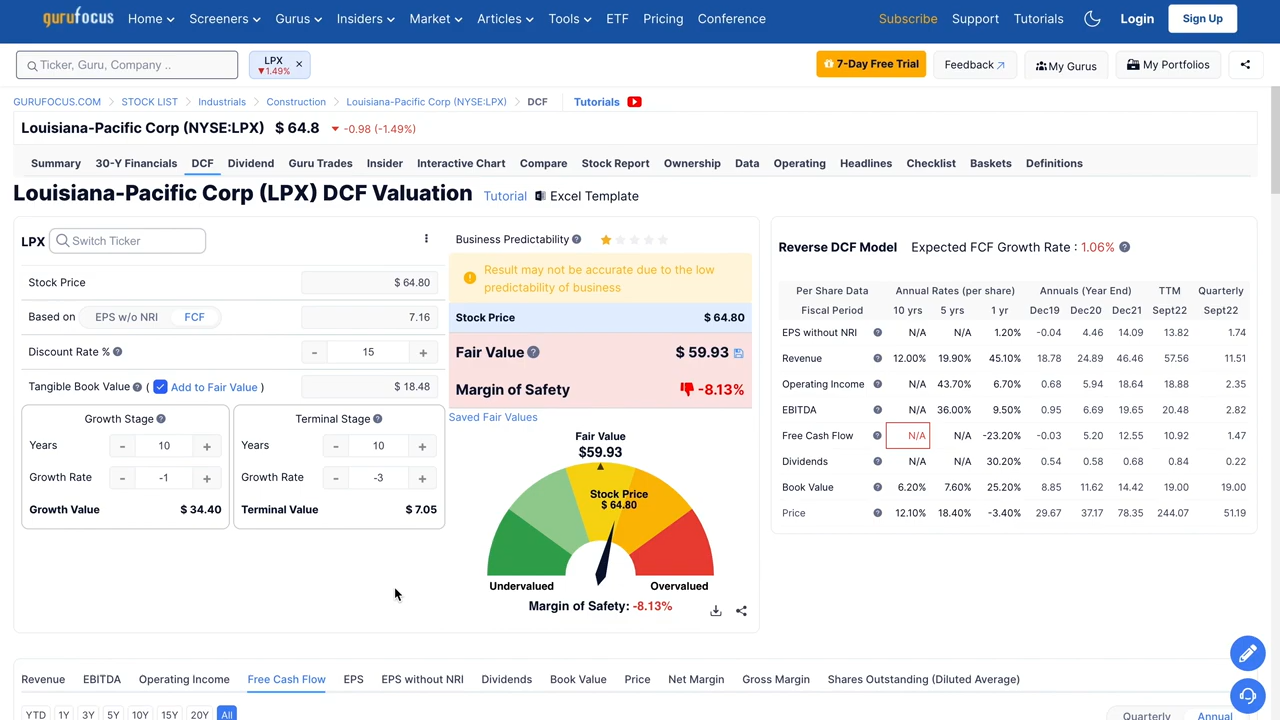 gurufocus Home Screeners Gurus Insiders Market Articles Tools ETF Pricing Conference Subscribe Support Tutorials Login Sign Up
Ticker, Guru, Company ..
LPX
▼1.49%
7-Day Free Trial Feedback My Gurus My Portfolios
GURUFOCUS.COM STOCK LIST Industrials Construction Louisiana-Pacific Corp (NYSE:LPX) DCF Tutorials
Louisiana-Pacific Corp (NYSE:LPX) $ 64.8 -0.98 (-1.49%)
Summary 30-Y Financials DCF Dividend Guru Trades Insider Interactive Chart Compare Stock Report Ownership Data Operating Headlines Checklist Baskets Definitions
Louisiana-Pacific Corp (LPX) DCF Valuation Tutorial Excel Template
LPX Switch Ticker
Stock Price $ 64.80
Based on EPS w/o NRI FCF 7.16
Discount Rate % - 15 +
Tangible Book Value ( Add to Fair Value ) $ 18.48
Growth Stage
Years - 10 +
Growth Rate - -1 +
Growth Value $ 34.40
Terminal Stage
Years - 10 +
Growth Rate - -3 +
Terminal Value $ 7.05
Business Predictability
Result may not be accurate due to the low
predictability of business
Stock Price $ 64.80
Fair Value $ 59.93
Margin of Safety -8.13%
Saved Fair Values
Fair Value
$59.93
Stock Price
$ 64.80
Undervalued Overvalued
Margin of Safety: -8.13%
Reverse DCF Model Expected FCF Growth Rate : 1.06%
Per Share Data Annual Rates (per share) Annuals (Year End) TTM Quarterly
Fiscal Period 10 yrs 5 yrs 1 yr Dec19 Dec20 Dec21 Sept22 Sept22
EPS without NRI N/A N/A 1.20% -0.04 4.46 14.09 13.82 1.74
Revenue 12.00% 19.90% 45.10% 18.78 24.89 46.46 57.56 11.51
Operating Income N/A 43.70% 6.70% 0.68 5.94 18.64 18.88 2.35
EBITDA N/A 36.00% 9.50% 0.95 6.69 19.65 20.48 2.82
Free Cash Flow N/A N/A -23.20% -0.03 5.20 12.55 10.92 1.47
Dividends N/A N/A 30.20% 0.54 0.58 0.68 0.84 0.22
Book Value 6.20% 7.60% 25.20% 8.85 11.62 14.42 19.00 19.00
Price 12.10% 18.40% -3.40% 29.67 37.17 78.35 244.07 51.19
Revenue EBITDA Operating Income Free Cash Flow EPS EPS without NRI Dividends Book Value Price Net Margin Gross Margin Shares Outstanding (Diluted Average)
YTD 1Y 3Y 5Y 10Y 15Y 20Y All Quarterly Annual